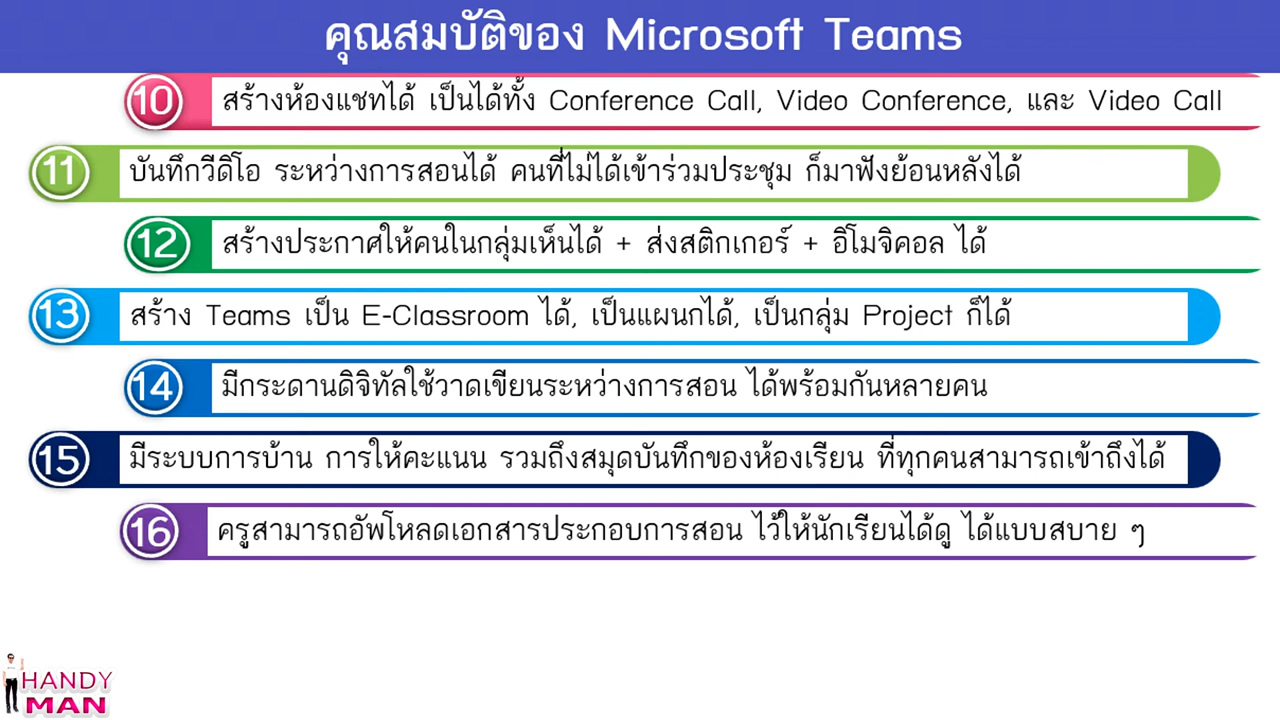 คุณสมบัติของ Microsoft Teams
10 สร้างห้องแชทได้ เป็นได้ทั้ง Conference Call, Video Conference, และ Video Call
11 บันทึกวีดิโอ ระหว่างการสอนได้ คนที่ไม่ได้เข้าร่วมประชุม ก็มาฟังย้อนหลังได้
12 สร้างประกาศให้คนในกลุ่มเห็นได้ + ส่งสติกเกอร์ + อิโมจิคอล ได้
13 สร้าง Teams เป็น E-Classroom ได้, เป็นแผนกได้, เป็นกลุ่ม Project ก็ได้
14 มีกระดานดิจิทัลใช้วาดเขียนระหว่างการสอน ได้พร้อมกันหลายคน
15 มีระบบการบ้าน การให้คะแนน รวมถึงสมุดบันทึกของห้องเรียน ที่ทุกคนสามารถเข้าถึงได้
16 ครูสามารถอัพโหลดเอกสารประกอบการสอน ไว้ให้นักเรียนได้ดู ได้แบบสบาย ๆ
HANDY
MAN